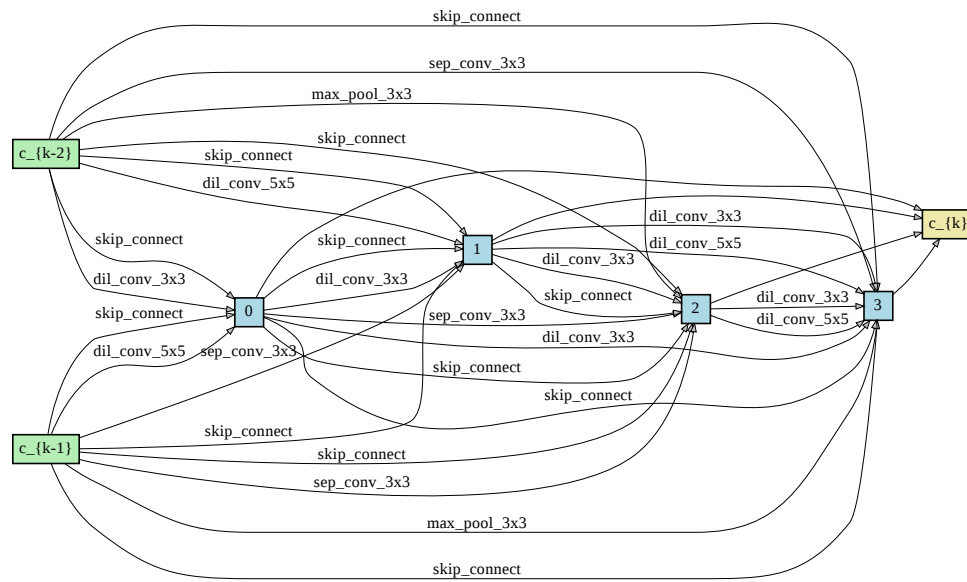 skip_connect
sep_conv_3x3
max_pool_3x3
skip_connect
c_{k-2}
skip_connect
dil_conv_5x5
dil_conv_3x3
c_{k}
skip_connect
skip_connect
1
dil_conv_5x5
dil_conv_3x3
dil_conv_3x3
dil_conv_3x3
skip_connect
dil_conv_3x3
skip_connect
0
sep_conv_3x3
2
3
dil_conv_5x5
dil_conv_5x5
sep_conv_3x3
dil_conv_3x3
skip_connect
skip_connect
skip_connect
c_{k-1}
skip_connect
sep_conv_3x3
max_pool_3x3
skip_connect